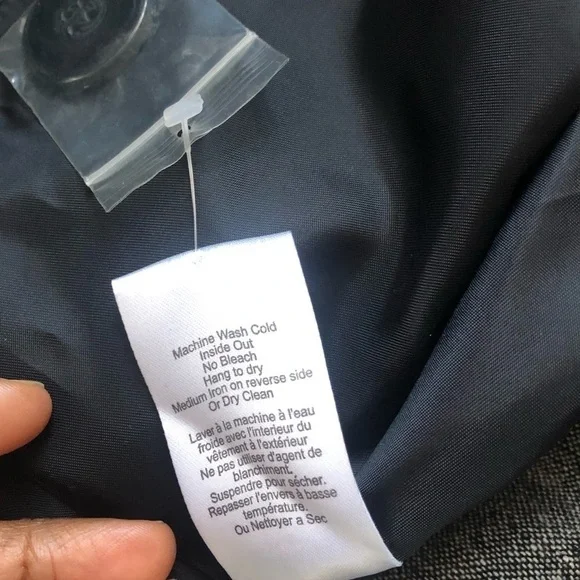 Machine Wash Cold
Inside Out
No Bleach
Hang to dry
Medium Iron on reverse side
Or Dry Clean
Laver à la machine à l'eau
froide avec l'interieur du
vêtement à l'extérieur
Ne pas utiliser d'agent de
blanchiment.
Suspendre pour sécher.
Repasser l'envers à basse
température.
Ou Nettoyer a Sec